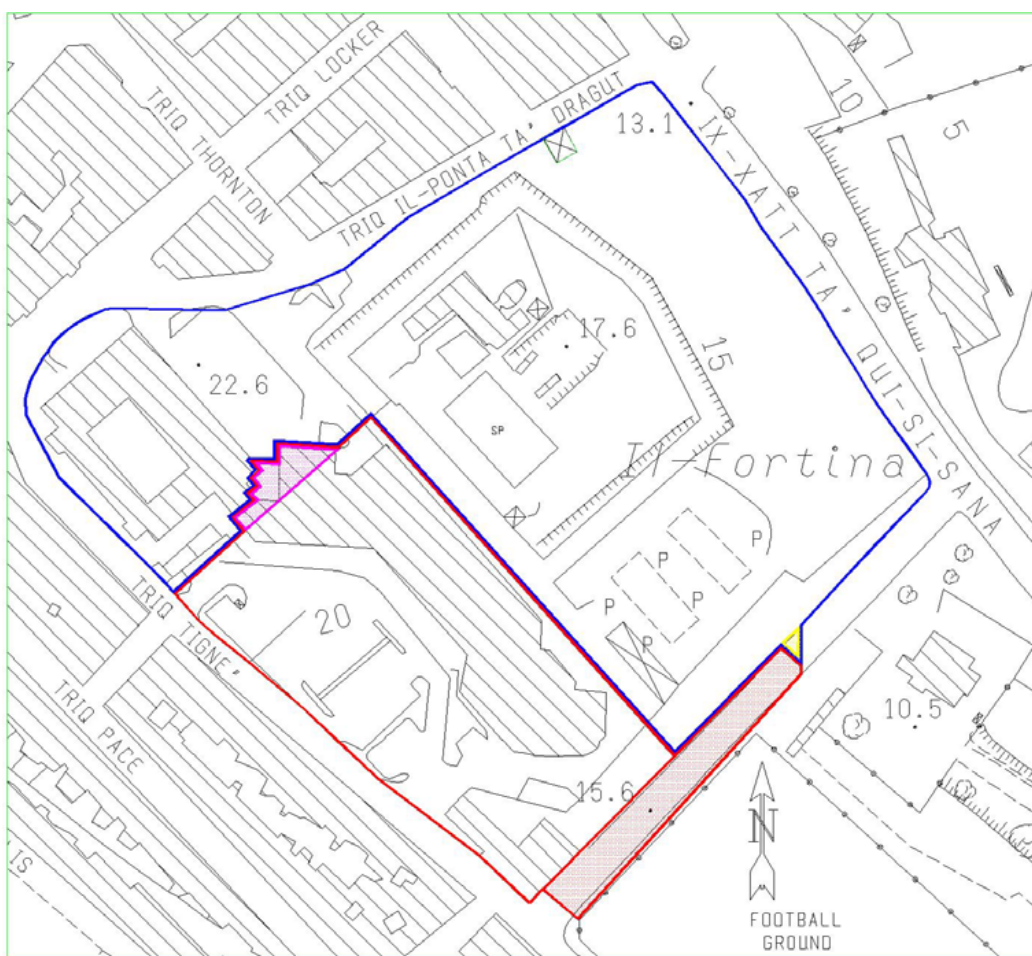 TRIQ LOCKER
TRIQ THORNTON
TRIQ IL-PONTA TA' DRAGUT
13.1
IX-XATT TA' QUI-SI-SANA
10
5
17.6
15
22.6
SP
Il-Fortina
P
P
P
P
P
20
TRIQ TIGNE'
TRIQ PACE
15.6
10.5
8
N
FOOTBALL
GROUND